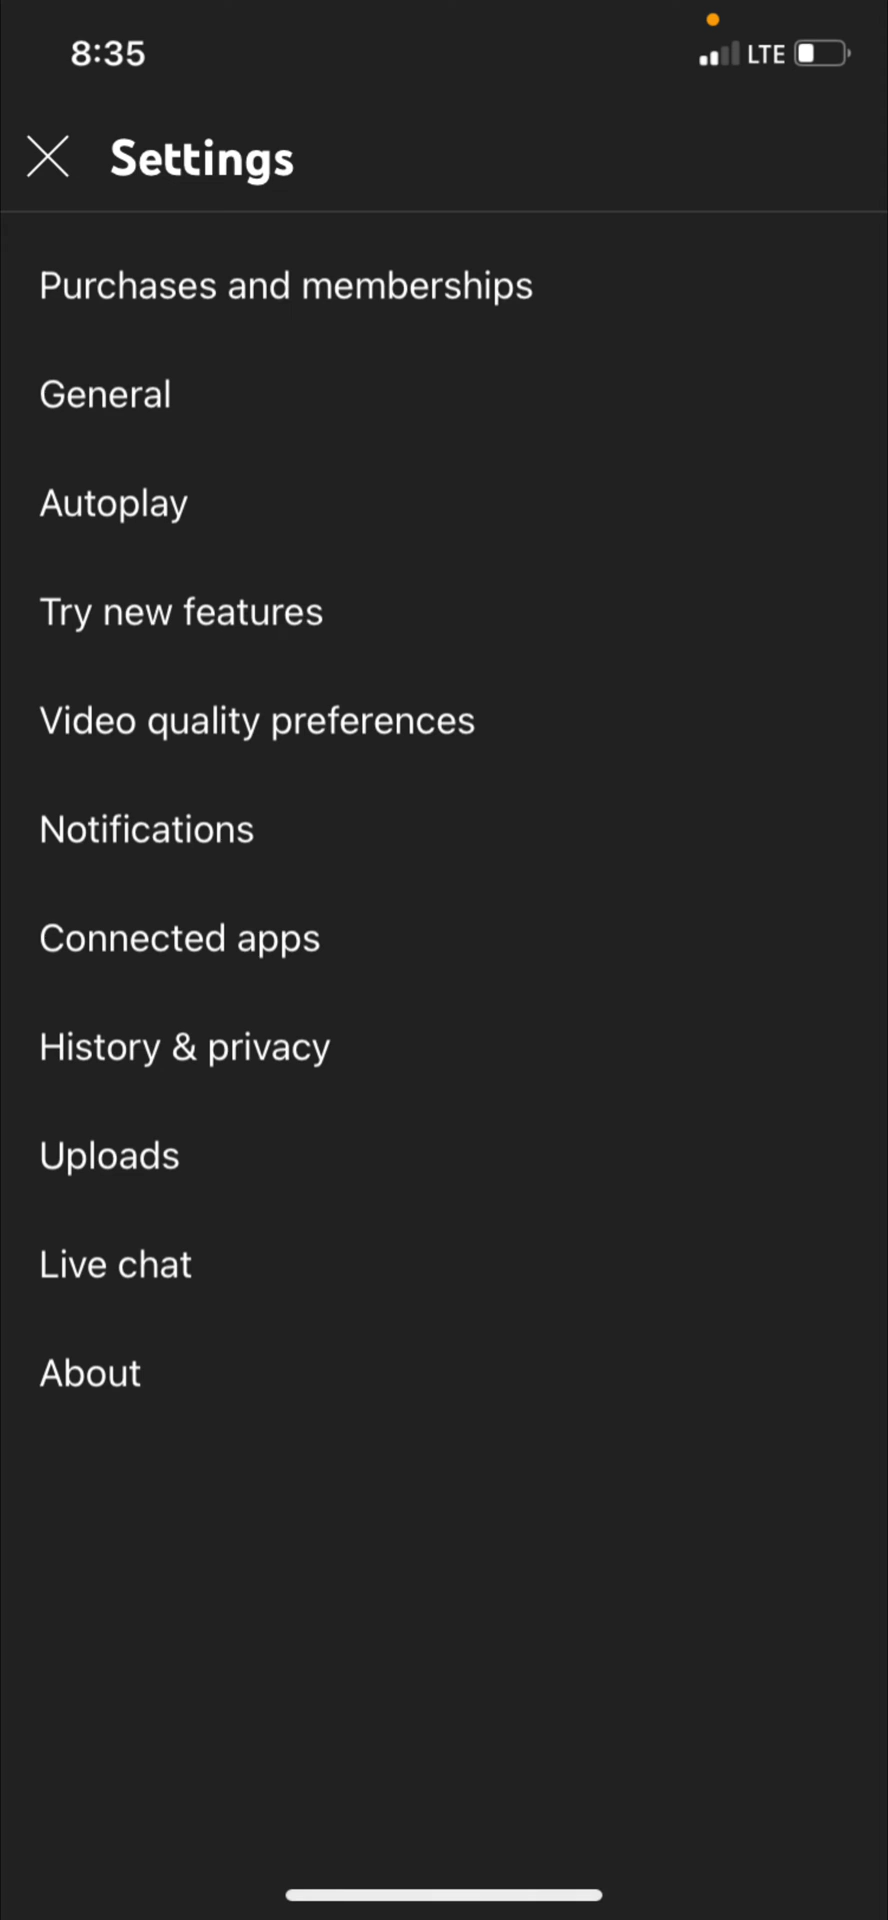 8:35
LTE
Settings
Purchases and memberships
General
Autoplay
Try new features
Video quality preferences
Notifications
Connected apps
History & privacy
Uploads
Live chat
About